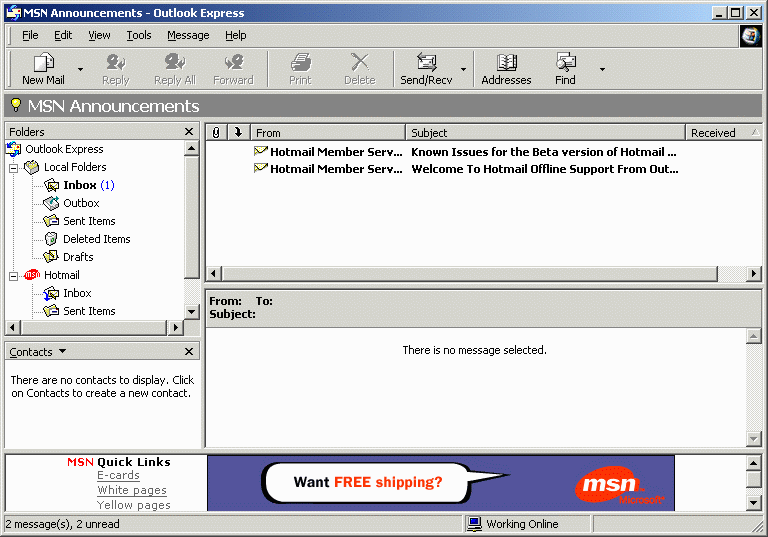 MSN Announcements - Outlook Express
File Edit View Tools Message Help
New Mail Reply Reply All Forward Print Delete Send/Recv Addresses Find
MSN Announcements
Folders
Outlook Express
Local Folders
Inbox (1)
Outbox
Sent Items
Deleted Items
Drafts
msn Hotmail
Inbox
Sent Items
From Subject Received
Hotmail Member Serv... Known Issues for the Beta version of Hotmail ...
Hotmail Member Serv... Welcome To Hotmail Offline Support From Out...
From: To:
Subject:
There is no message selected.
Contacts
There are no contacts to display. Click
on Contacts to create a new contact.
MSN Quick Links
E-cards
White pages
Yellow pages
Want FREE shipping?
msn
Microsoft
2 message(s), 2 unread
Working Online